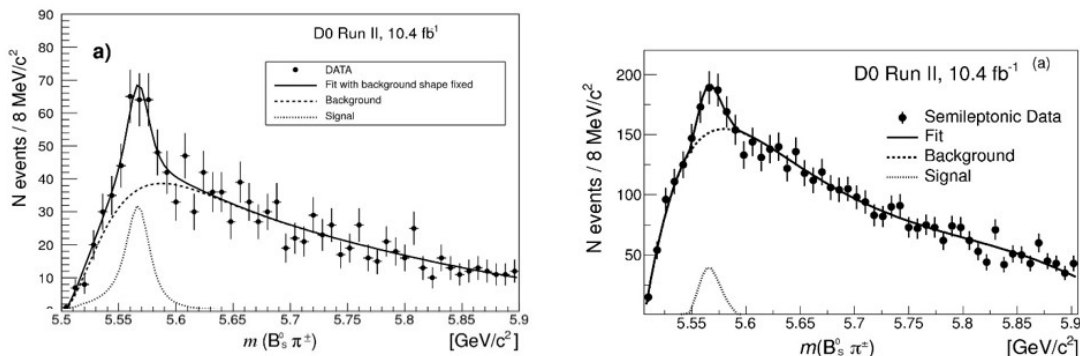 90
80
70
60
50
40
30
20
10
N events / 8 MeV/c²
a)
D0 Run II, 10.4 fb¹
DATA
Fit with background shape fixed
Background
Signal
5.5 5.55 5.6 5.65 5.7 5.75 5.8 5.85 5.9
m (B⁰ₛ π±) [GeV/c²]
200
150
100
50
N events / 8 MeV/c²
D0 Run II, 10.4 fb⁻¹ (a)
Semileptonic Data
Fit
Background
Signal
5.55 5.6 5.65 5.7 5.75 5.8 5.85 5.9
m(B⁰ₛ π±) [GeV/c²]